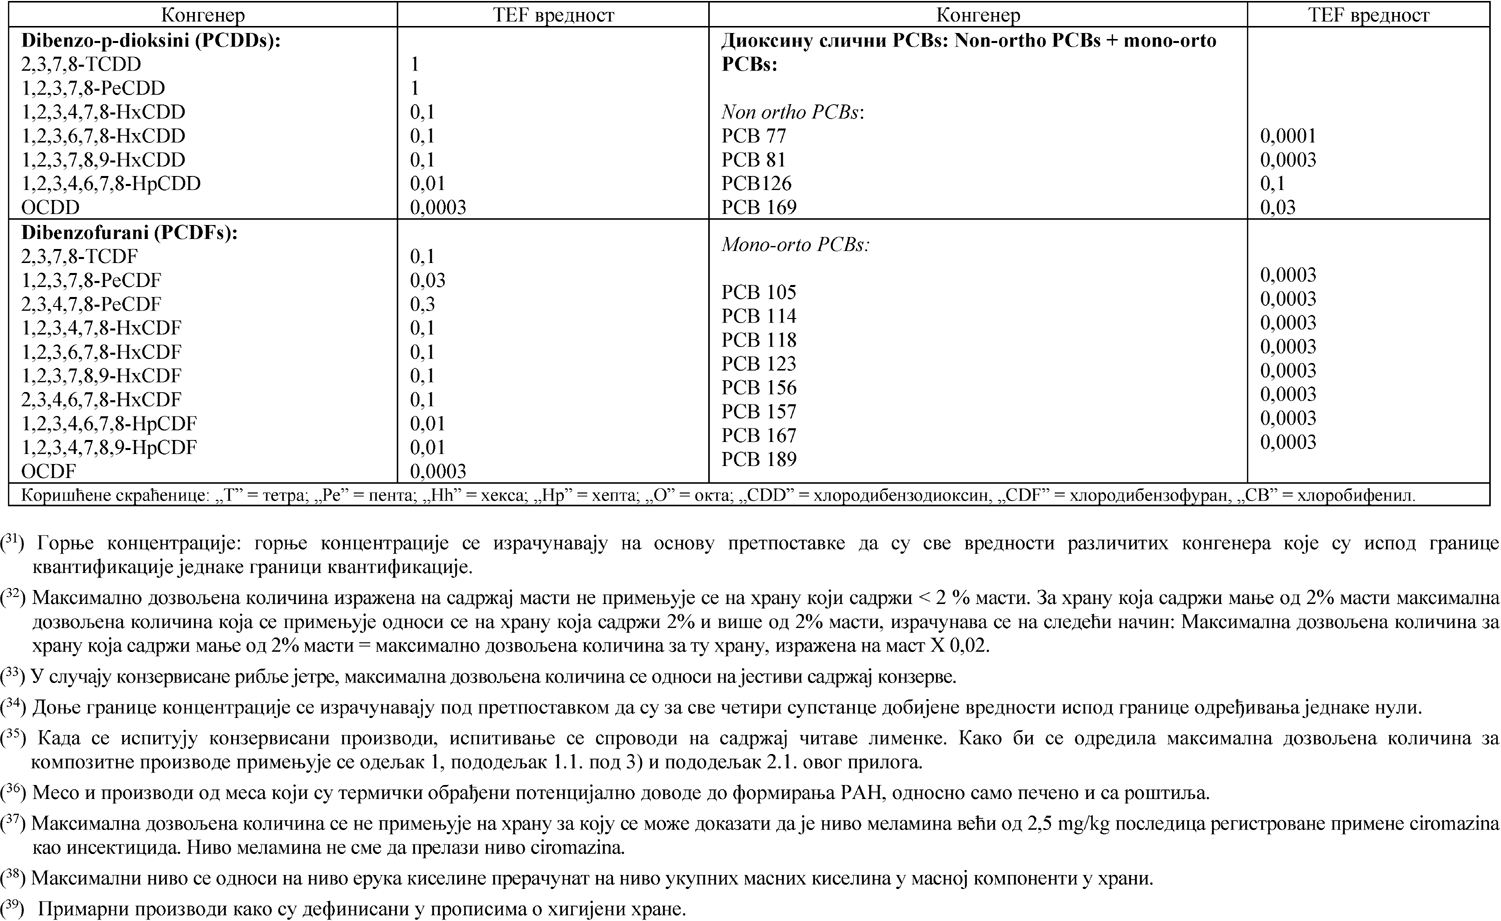 Конгенер TEF вредност Конгенер TEF вредност
Dibenzo-p-dioksini (PCDDs):
2,3,7,8-TCDD 1
1,2,3,7,8-PeCDD 1
1,2,3,4,7,8-HxCDD 0,1
1,2,3,6,7,8-HxCDD 0,1
1,2,3,7,8,9-HxCDD 0,1
1,2,3,4,6,7,8-HpCDD 0,01
OCDD 0,0003
Диоксину слични PCBs: Non-ortho PCBs + mono-orto
PCBs:
Non ortho PCBs:
PCB 77 0,0001
PCB 81 0,0003
PCB126 0,1
PCB 169 0,03
Dibenzofurani (PCDFs):
2,3,7,8-TCDF 0,1
1,2,3,7,8-PeCDF 0,03
2,3,4,7,8-PeCDF 0,3
1,2,3,4,7,8-HxCDF 0,1
1,2,3,6,7,8-HxCDF 0,1
1,2,3,7,8,9-HxCDF 0,1
2,3,4,6,7,8-HxCDF 0,1
1,2,3,4,6,7,8-HpCDF 0,01
1,2,3,4,7,8,9-HpCDF 0,01
OCDF 0,0003
Mono-orto PCBs:
PCB 105 0,0003
PCB 114 0,0003
PCB 118 0,0003
PCB 123 0,0003
PCB 156 0,0003
PCB 157 0,0003
PCB 167 0,0003
PCB 189 0,0003
Коришћене скраћенице: „T” = тетра; „Pe” = пента; „Hh” = хекса; „Hp” = хепта; „O” = окта; „CDD” = хлородибензодиоксин, „CDF” = хлородибензофуран, „CB” = хлоробифенил.
(31) Горње концентрације: горње концентрације се израчунавају на основу претпоставке да су све вредности различитих конгенера које су испод границе
квантификације једнаке граници квантификације.
(32) Максимално дозвољена количина изражена на садржај масти не примењује се на храну који садржи < 2 % масти. За храну која садржи мање од 2% масти максимална
дозвољена количина која се примењује односи се на храну која садржи 2% и више од 2% масти, израчунава се на следећи начин: Максимална дозвољена количина за
храну која садржи мање од 2% масти = максимално дозвољена количина за ту храну, изражена на маст X 0,02.
(33) У случају конзервисане рибље јетре, максимална дозвољена количина се односи на јестиви садржај конзерве.
(34) Доње границе концентрације се израчунавају под претпоставком да су за све четири супстанце добијене вредности испод границе одређивања једнаке нули.
(35) Када се испитују конзервисани производи, испитивање се спроводи на садржај читаве лименке. Како би се одредила максимална дозвољена количина за
композитне производе примењује се одељак 1, пододељак 1.1. под 3) и пододељак 2.1. овог прилога.
(36) Месо и производи од меса који су термички обрађени потенцијално доводе до формирања PAH, односно само печено и са роштиља.
(37) Максимална дозвољена количина се не примењује на храну за коју се може доказати да је ниво меламина већи од 2,5 mg/kg последица регистроване примене ciromazina
као инсектицида. Ниво меламина не сме да прелази ниво ciromazina.
(38) Максимални ниво се односи на ниво ерука киселине прерачунат на ниво укупних масних киселина у масној компоненти у храни.
(39) Примарни производи како су дефинисани у прописима о хигијени хране.